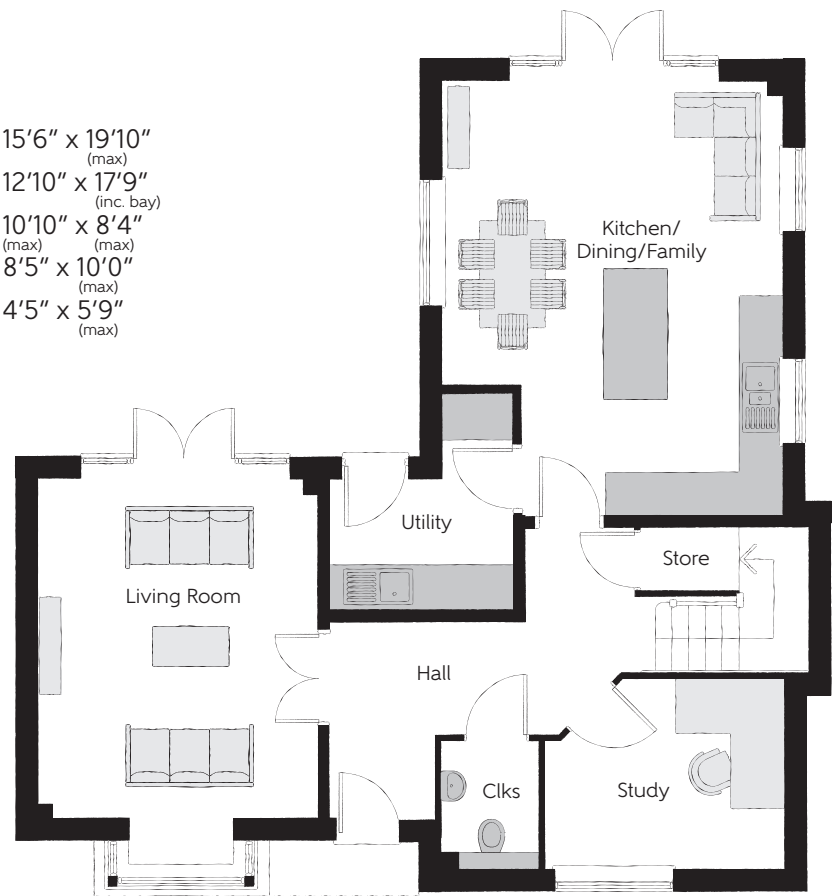 15′6″ x 19′10″
(max)
12′10″ x 17′9″
(inc. bay)
10′10″ x 8′4″
(max) (max)
8′5″ x 10′0″
(max)
4′5″ x 5′9″
(max)
Kitchen/
Dining/Family
Utility
Store
Living Room
Hall
Clks
Study